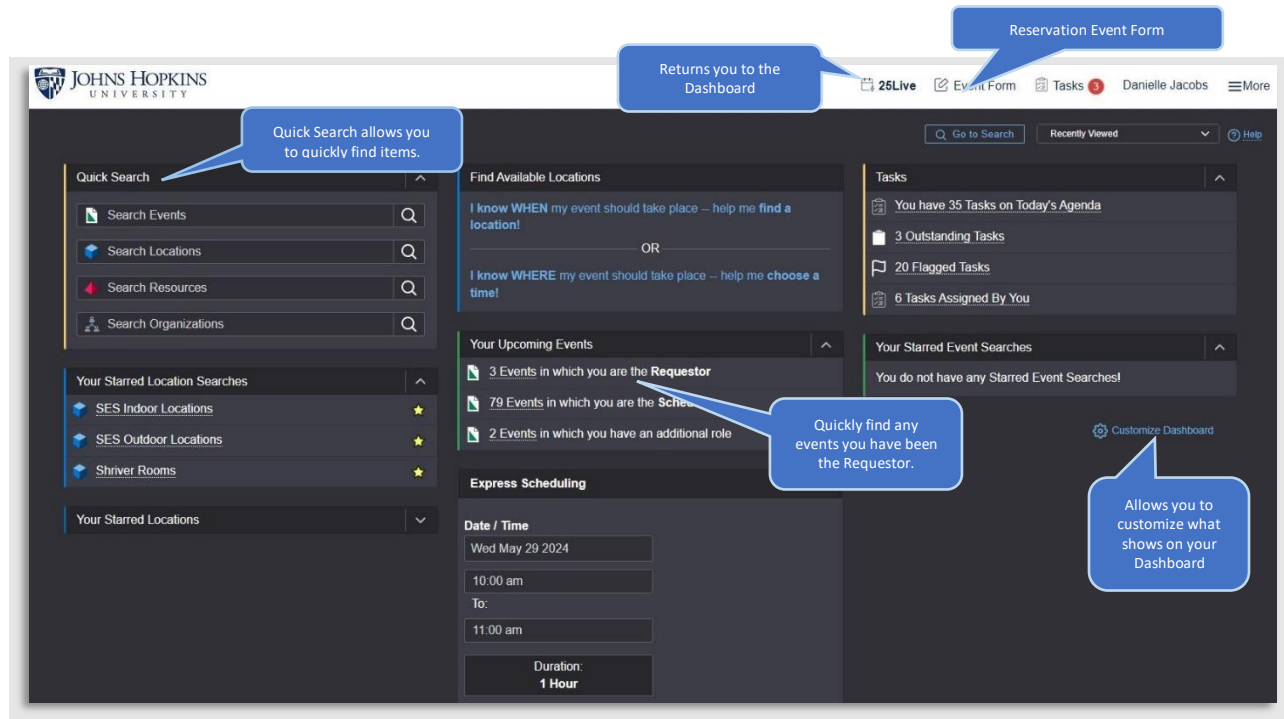 Reservation Event Form
Returns you to the
Dashboard
JOHNS HOPKINS
UNIVERSITY
25Live
Event Form
Tasks 3
Danielle Jacobs
More
Quick Search allows you
to quickly find items.
Go to Search
Recently Viewed
Help
Quick Search
Search Events
Search Locations
Search Resources
Search Organizations
Your Starred Location Searches
SES Indoor Locations
SES Outdoor Locations
Shriver Rooms
Your Starred Locations
Find Available Locations
I know WHEN my event should take place -- help me find a
location!
OR
I know WHERE my event should take place -- help me choose a
time!
Your Upcoming Events
3 Events in which you are the Requestor
79 Events in which you are the
2 Events in which you have an additional role
Quickly find any
events you have been
the Requestor.
Express Scheduling
Date / Time
Wed May 29 2024
10:00 am
To:
11:00 am
Duration:
1 Hour
Tasks
You have 35 Tasks on Today's Agenda
3 Outstanding Tasks
20 Flagged Tasks
6 Tasks Assigned By You
Your Starred Event Searches
You do not have any Starred Event Searches!
Customize Dashboard
Allows you to
customize what
shows on your
Dashboard